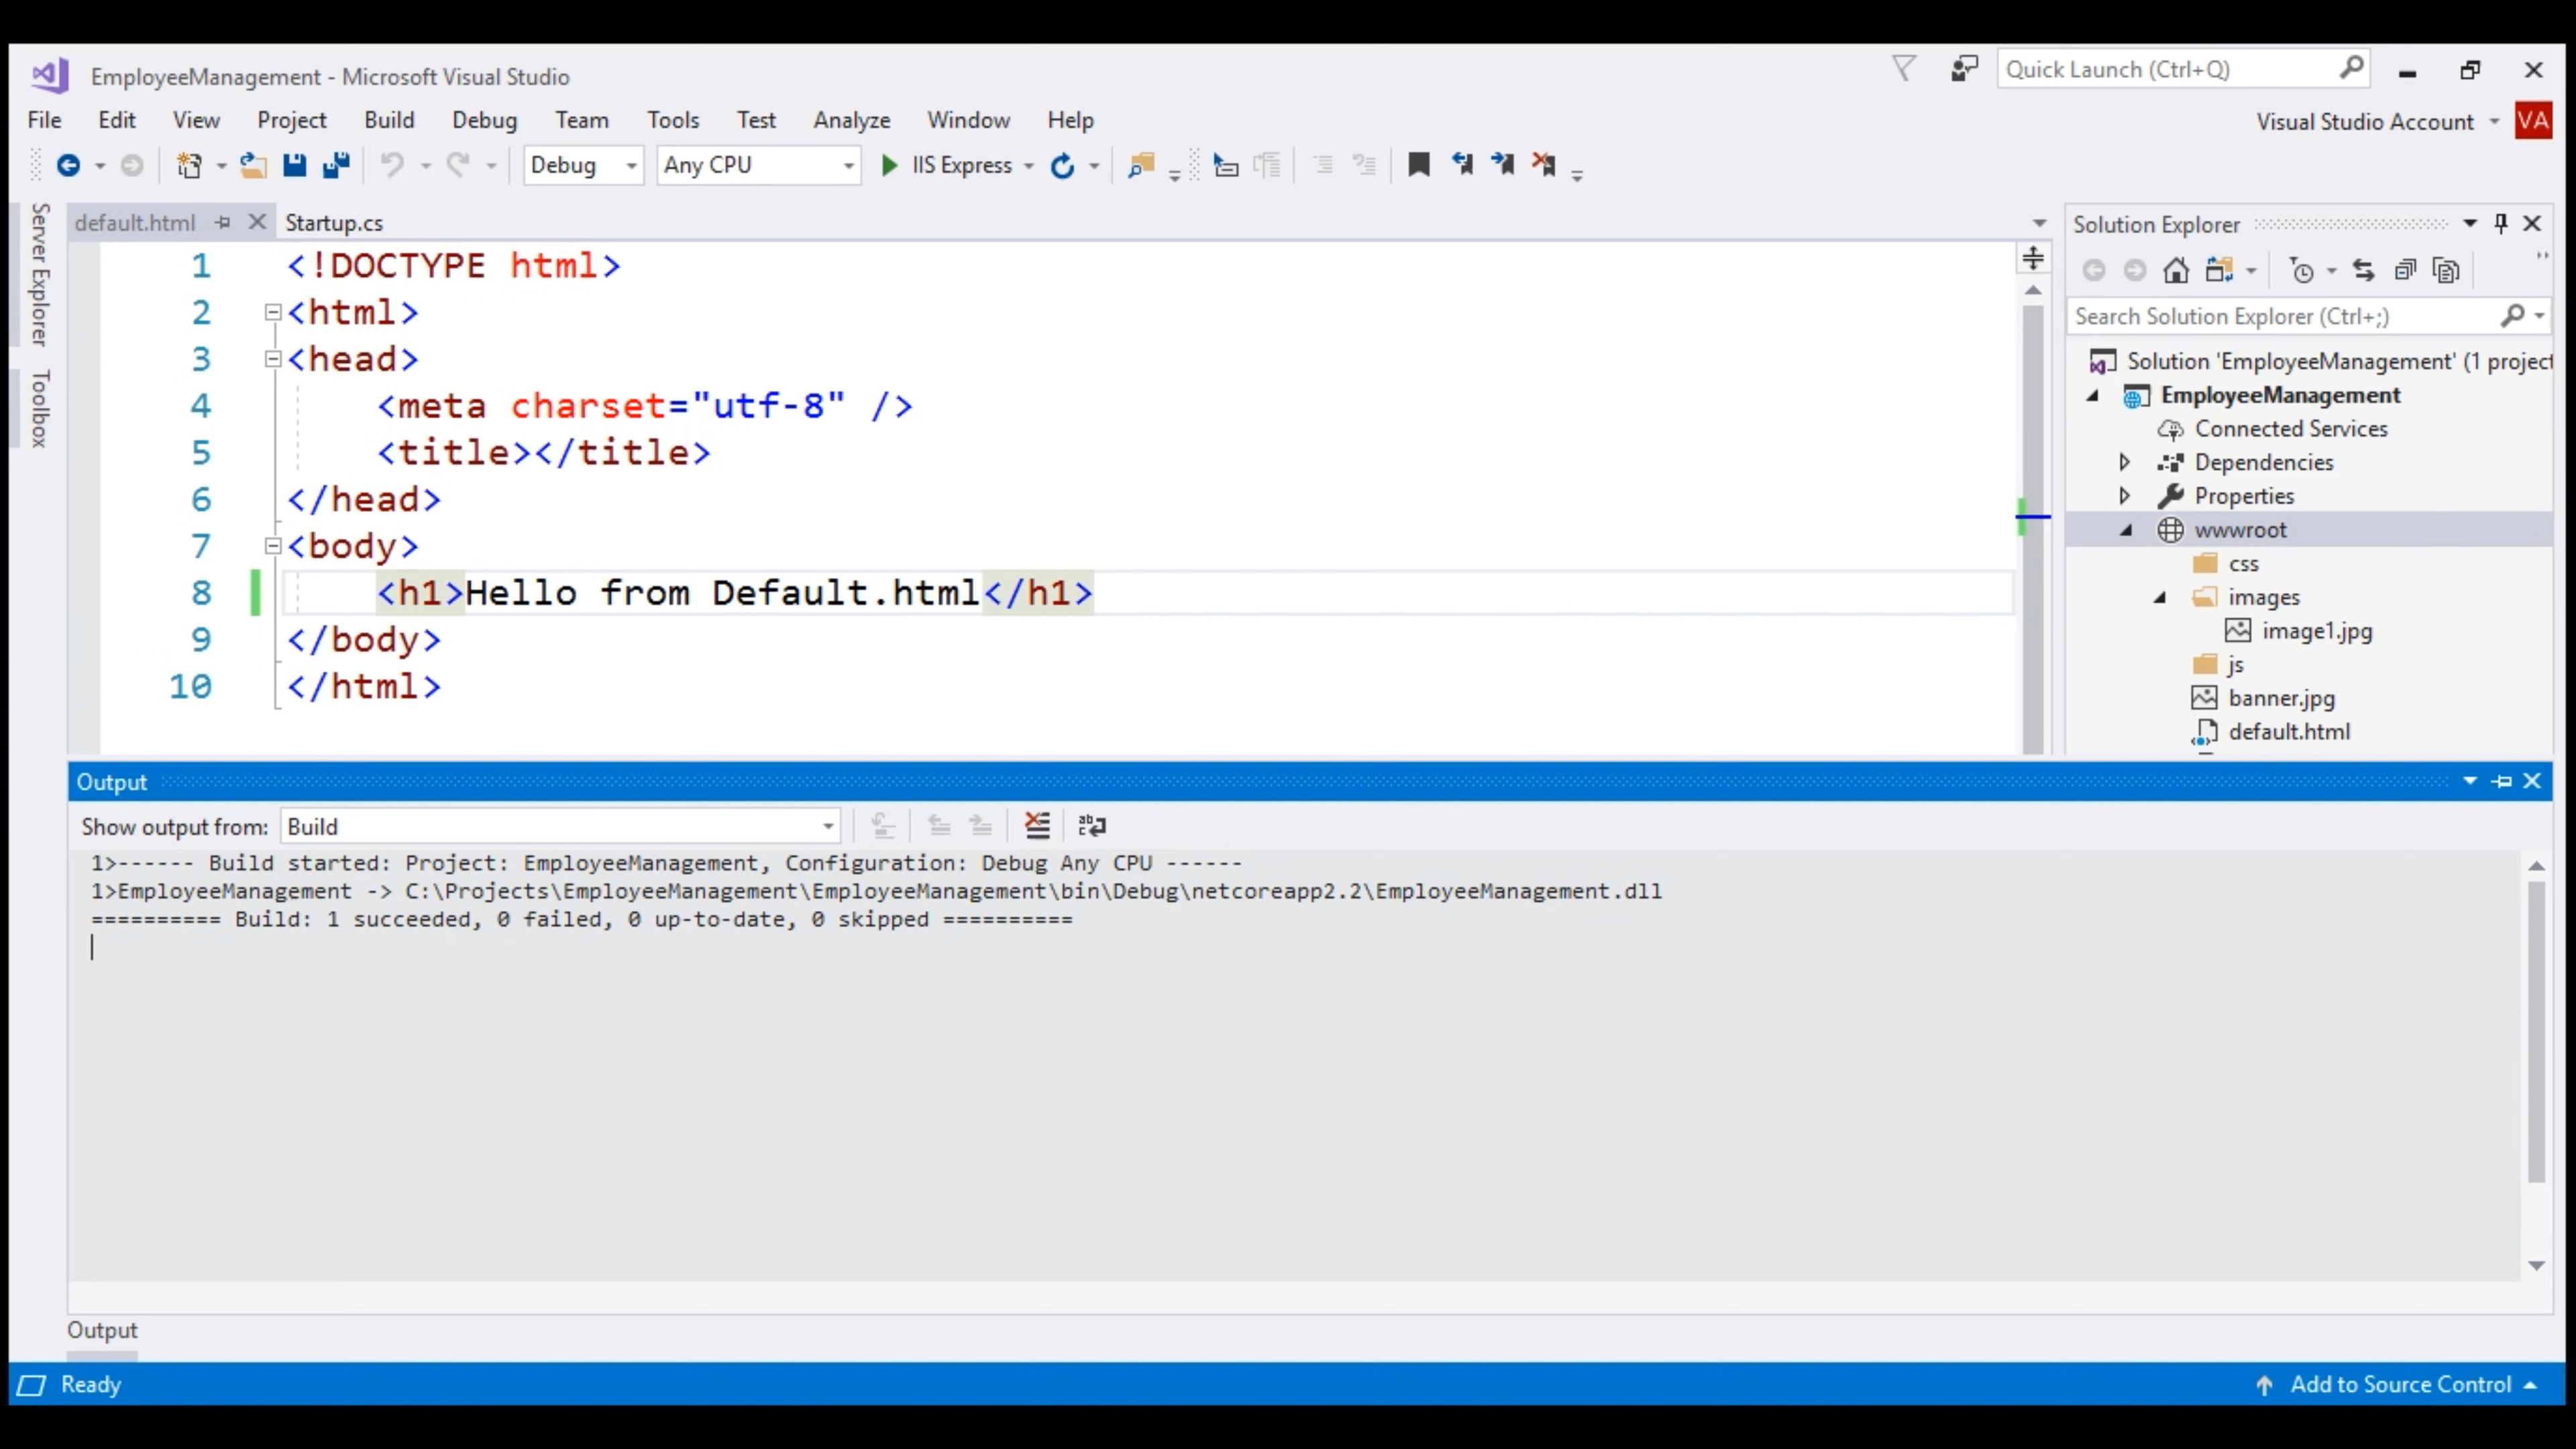 EmployeeManagement - Microsoft Visual Studio
Quick Launch (Ctrl+Q)
File Edit View Project Build Debug Team Tools Test Analyze Window Help
Visual Studio Account VA
Debug Any CPU IIS Express
Server Explorer
Toolbox
default.html Startup.cs
1 <!DOCTYPE html>
2 <html>
3 <head>
4 <meta charset="utf-8" />
5 <title></title>
6 </head>
7 <body>
8 <h1>Hello from Default.html</h1>
9 </body>
10 </html>
Solution Explorer
Search Solution Explorer (Ctrl+;)
Solution 'EmployeeManagement' (1 project
EmployeeManagement
Connected Services
Dependencies
Properties
wwwroot
css
images
image1.jpg
js
banner.jpg
default.html
Output
Show output from: Build
1>------ Build started: Project: EmployeeManagement, Configuration: Debug Any CPU ------
1>EmployeeManagement -> C:\Projects\EmployeeManagement\EmployeeManagement\bin\Debug\netcoreapp2.2\EmployeeManagement.dll
========== Build: 1 succeeded, 0 failed, 0 up-to-date, 0 skipped ==========
Output
Ready
Add to Source Control